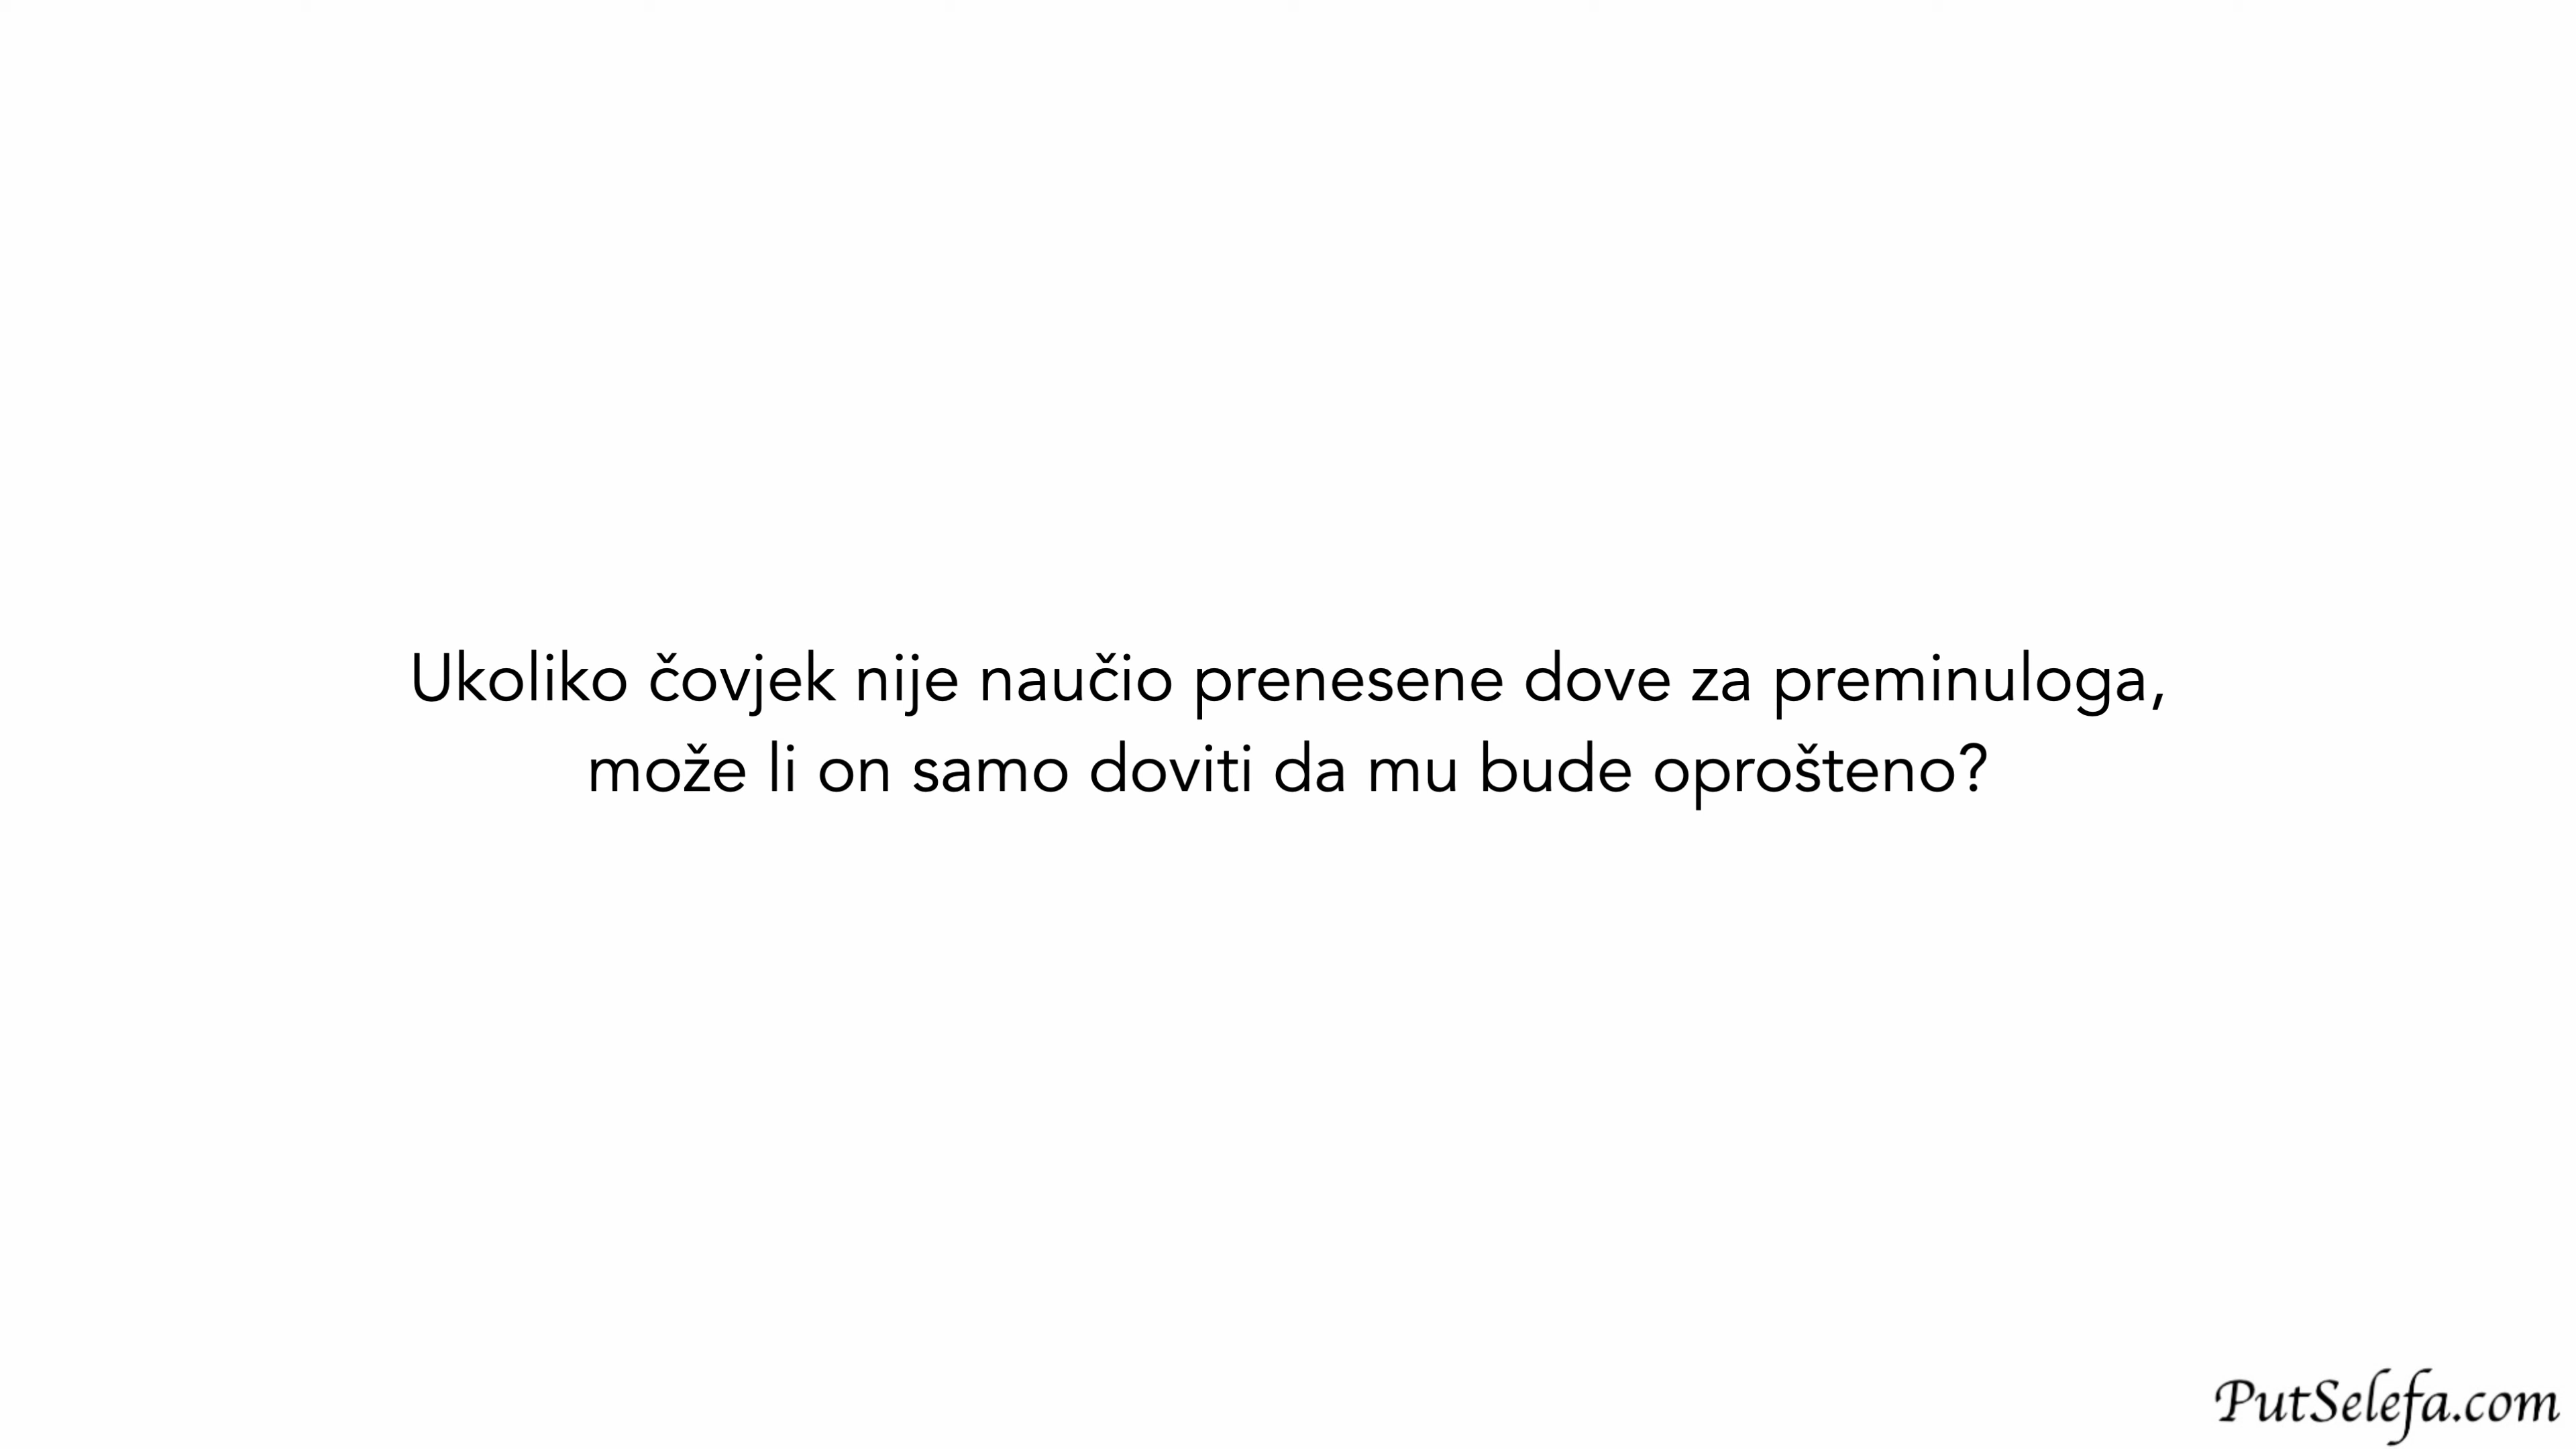 Ukoliko čovjek nije naučio prenesene dove za preminuloga,
može li on samo doviti da mu bude oprošteno?
PutSelefa.com